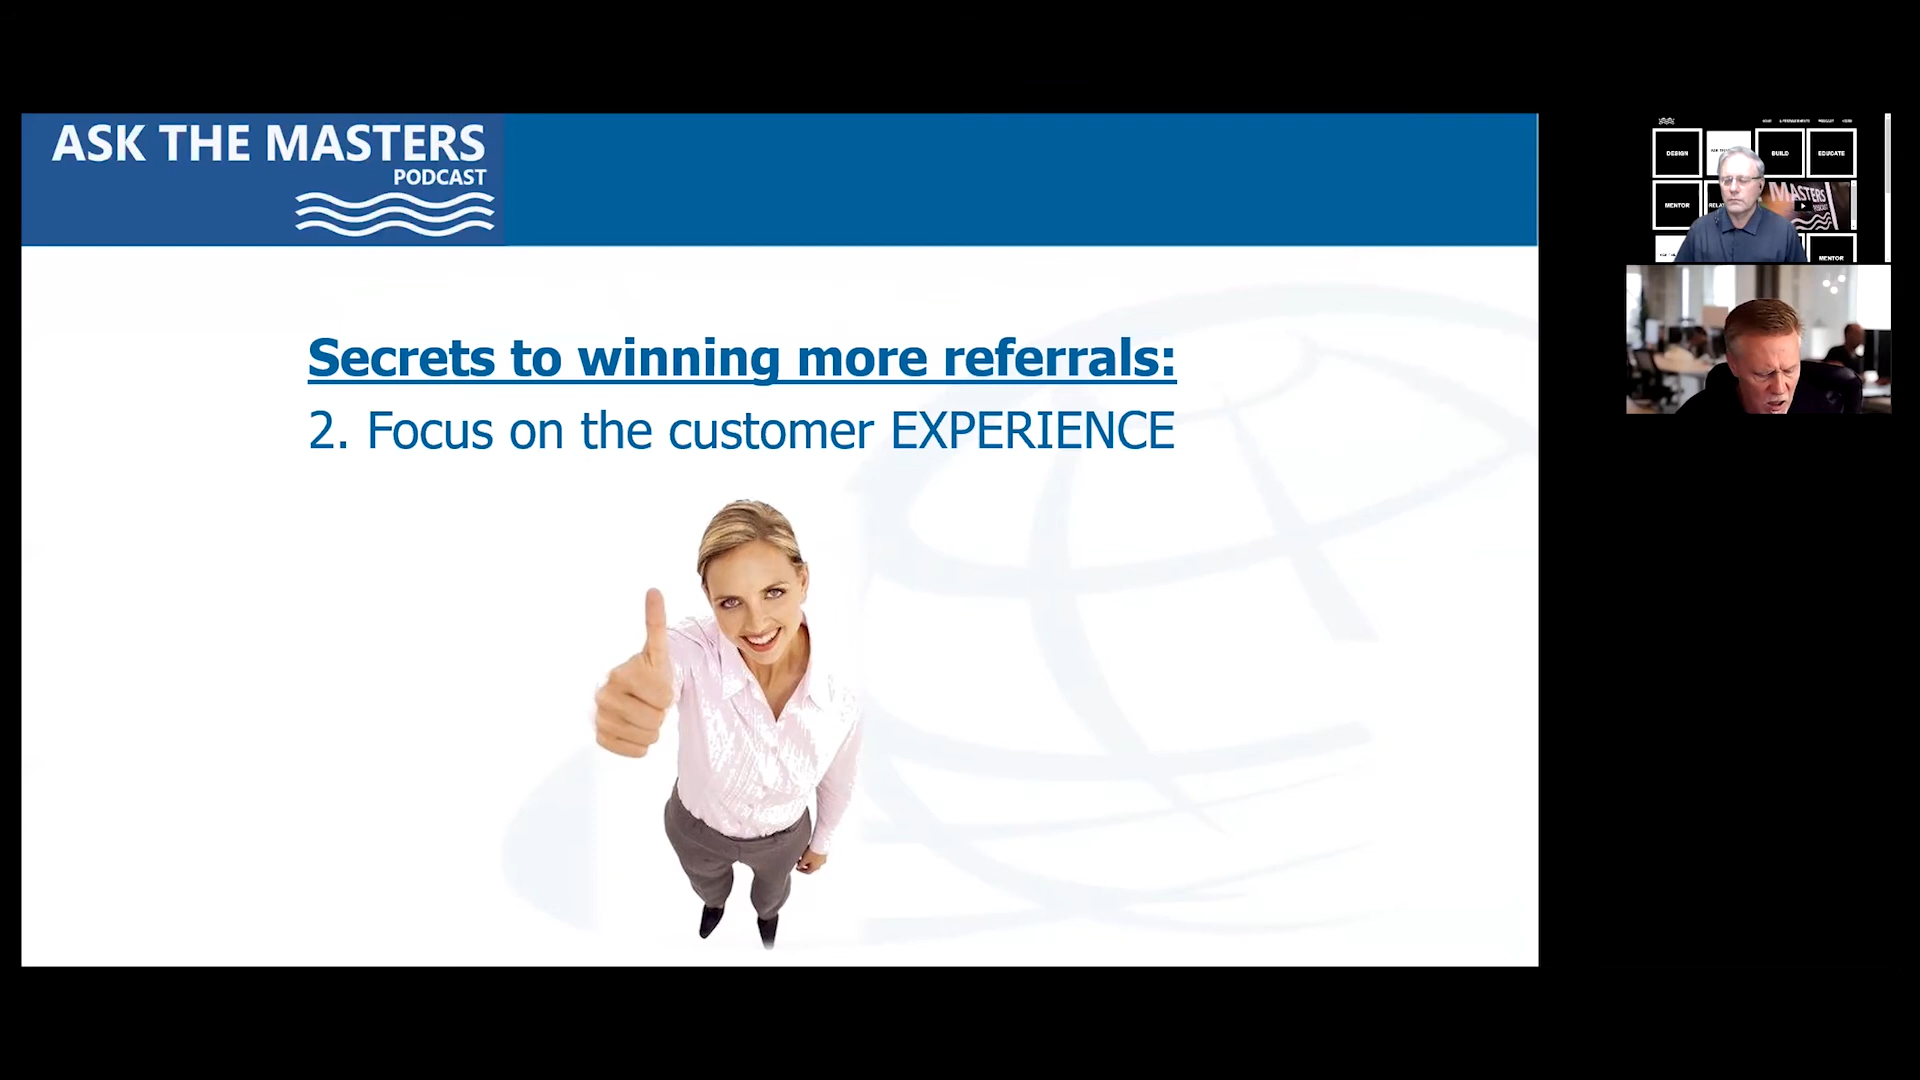 ASK THE MASTERS
PODCAST
Secrets to winning more referrals:
2. Focus on the customer EXPERIENCE
DESIGN
BUILD
EDUCATE
MENTOR
MASTERS
MENTOR